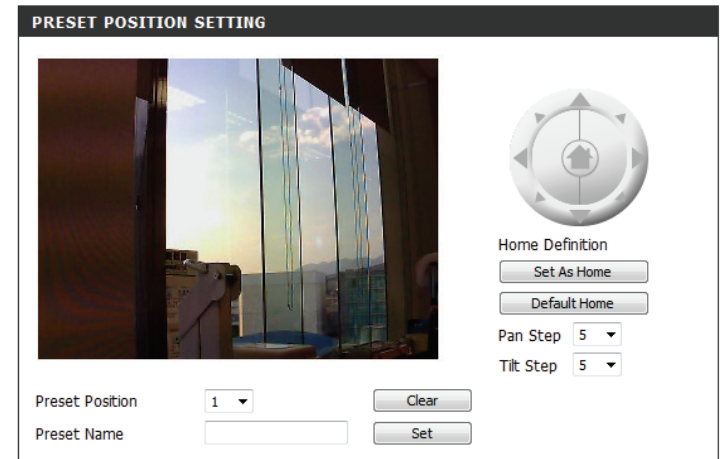 PRESET POSITION SETTING
Home Definition
Set As Home
Default Home
Pan Step 5
Tilt Step 5
Preset Position 1 Clear
Preset Name Set